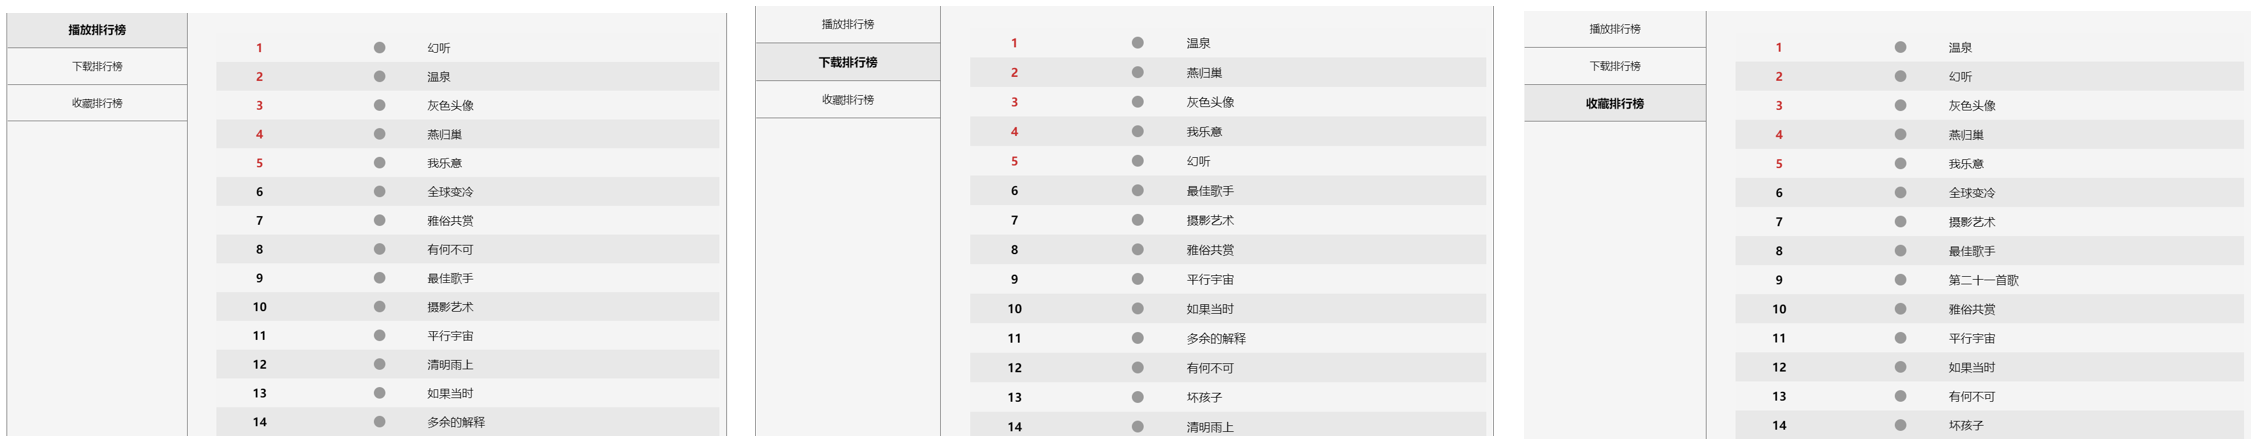 播放排行榜
下载排行榜
收藏排行榜
1 幻听
2 温泉
3 灰色头像
4 燕归巢
5 我乐意
6 全球变冷
7 雅俗共赏
8 有何不可
9 最佳歌手
10 摄影艺术
11 平行宇宙
12 清明雨上
13 如果当时
14 多余的解释
播放排行榜
下载排行榜
收藏排行榜
1 温泉
2 燕归巢
3 灰色头像
4 我乐意
5 幻听
6 最佳歌手
7 摄影艺术
8 雅俗共赏
9 平行宇宙
10 如果当时
11 多余的解释
12 有何不可
13 坏孩子
14 清明雨上
播放排行榜
下载排行榜
收藏排行榜
1 温泉
2 幻听
3 灰色头像
4 燕归巢
5 我乐意
6 全球变冷
7 摄影艺术
8 最佳歌手
9 第二十一首歌
10 雅俗共赏
11 平行宇宙
12 如果当时
13 有何不可
14 坏孩子